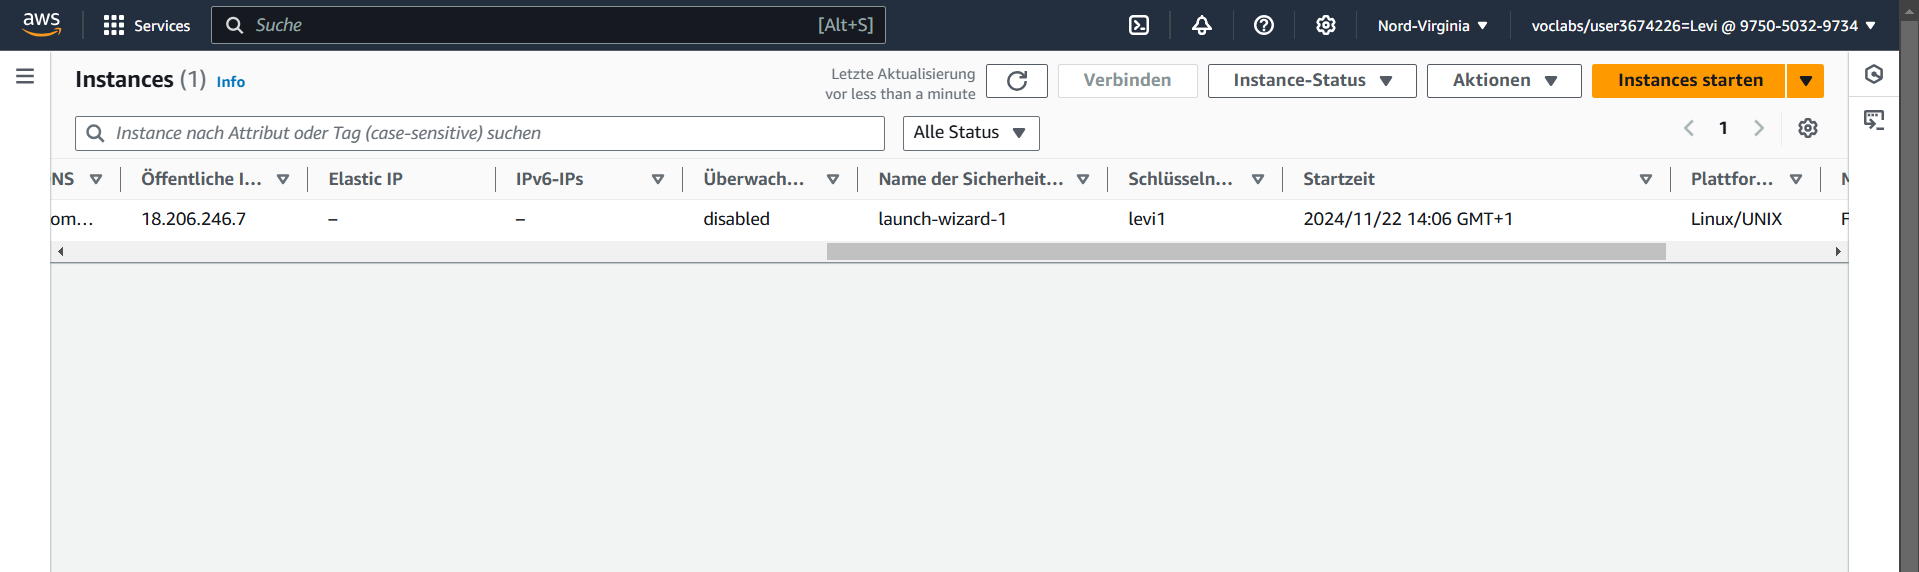 aws Services Suche [Alt+S] Nord-Virginia voclabs/user3674226=Levi @ 9750-5032-9734
Instances (1) Info
Letzte Aktualisierung
vor less than a minute
Verbinden Instance-Status Aktionen Instances starten
Instance nach Attribut oder Tag (case-sensitive) suchen Alle Status 1
NS Öffentliche I... Elastic IP IPv6-IPs Überwach... Name der Sicherheit... Schlüsseln... Startzeit Plattfor...
om... 18.206.246.7 – – disabled launch-wizard-1 levi1 2024/11/22 14:06 GMT+1 Linux/UNIX